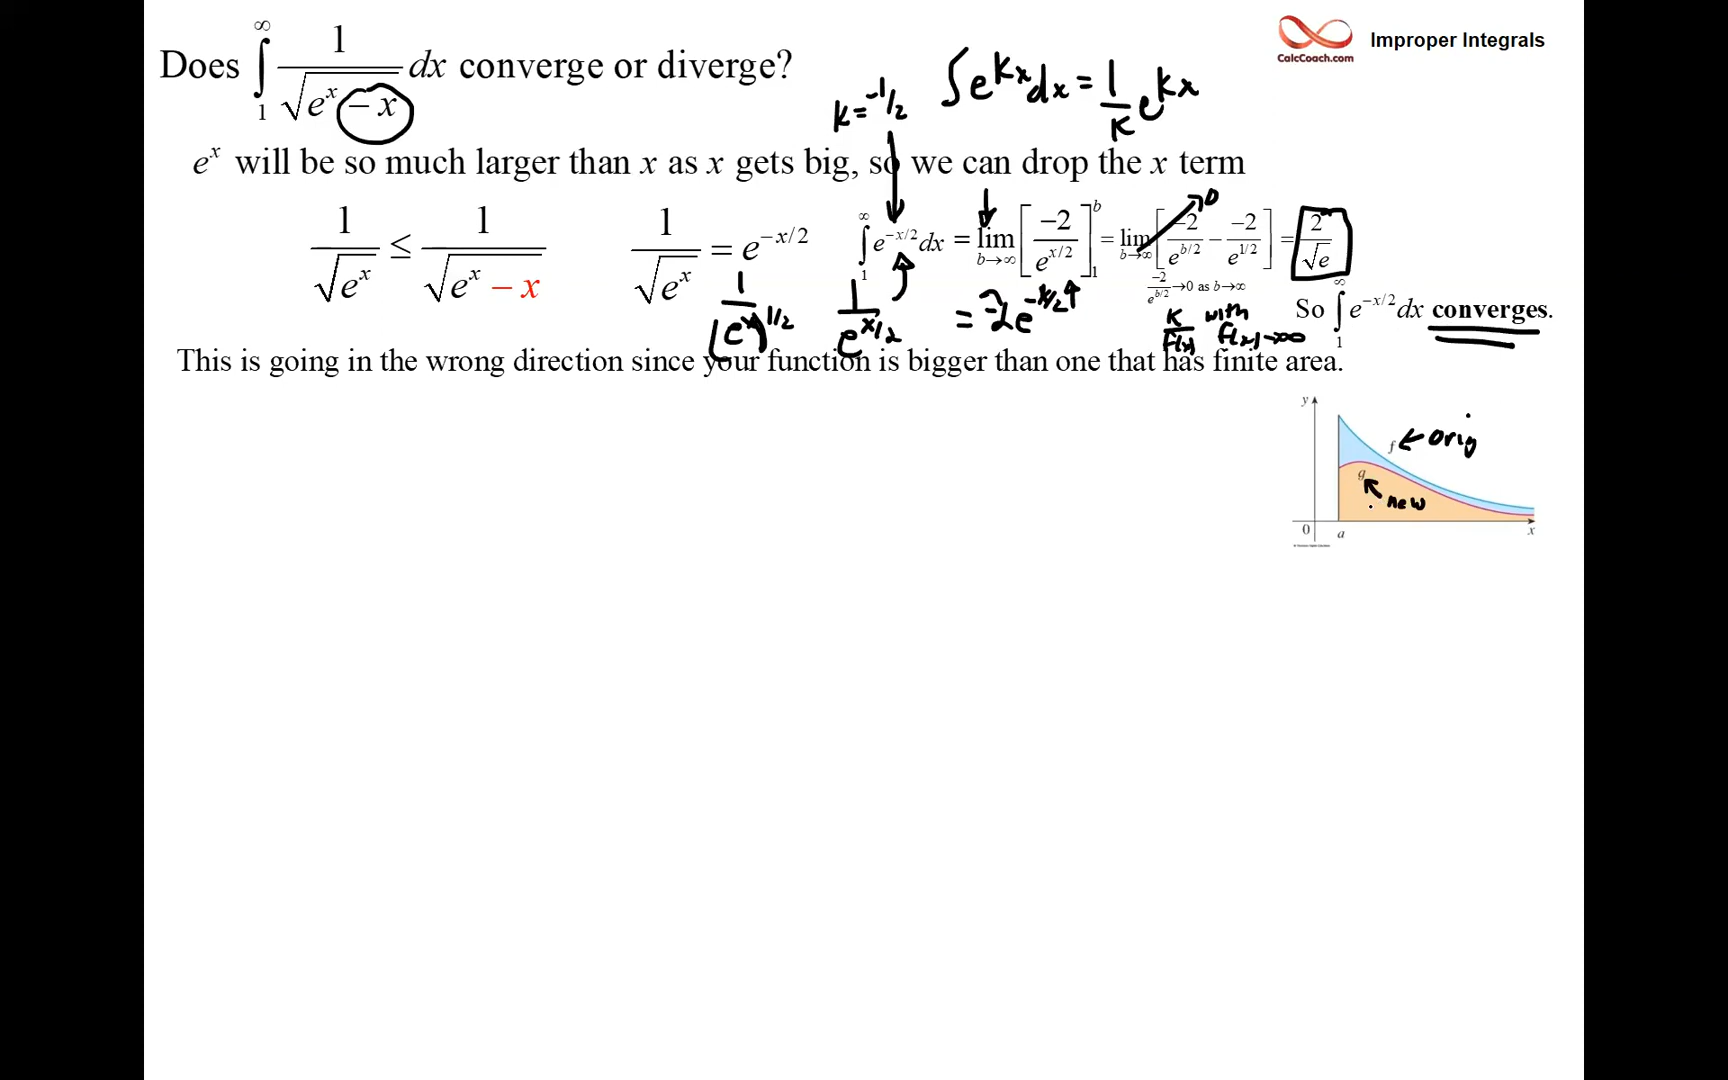 CalcCoach.com
Improper Integrals
Does ∫₁^∞ 1/√(eˣ − x) dx converge or diverge?
k = -1/2
∫e^{kx}dx = 1/k e^{kx}
eˣ will be so much larger than x as x gets big, so we can drop the x term
1/√(eˣ) ≤ 1/√(eˣ − x)
1/√(eˣ) = e^{−x/2}
∫₁^∞ e^{−x/2} dx = lim_{b→∞} [−2/e^{x/2}]₁^b = lim_{b→∞} [−2/e^{b/2} − −2/e^{1/2}] = 2/√e
0
−2/e^{b/2} →0 as b→∞
1/(eˣ)^{1/2}
1/e^{x/2}
= -2e^{-x/2}
K/f(x) with f(x)→∞
So ∫₁^∞ e^{−x/2} dx converges.
This is going in the wrong direction since your function is bigger than one that has finite area.
y
f ← orig
g
new
0
a
x